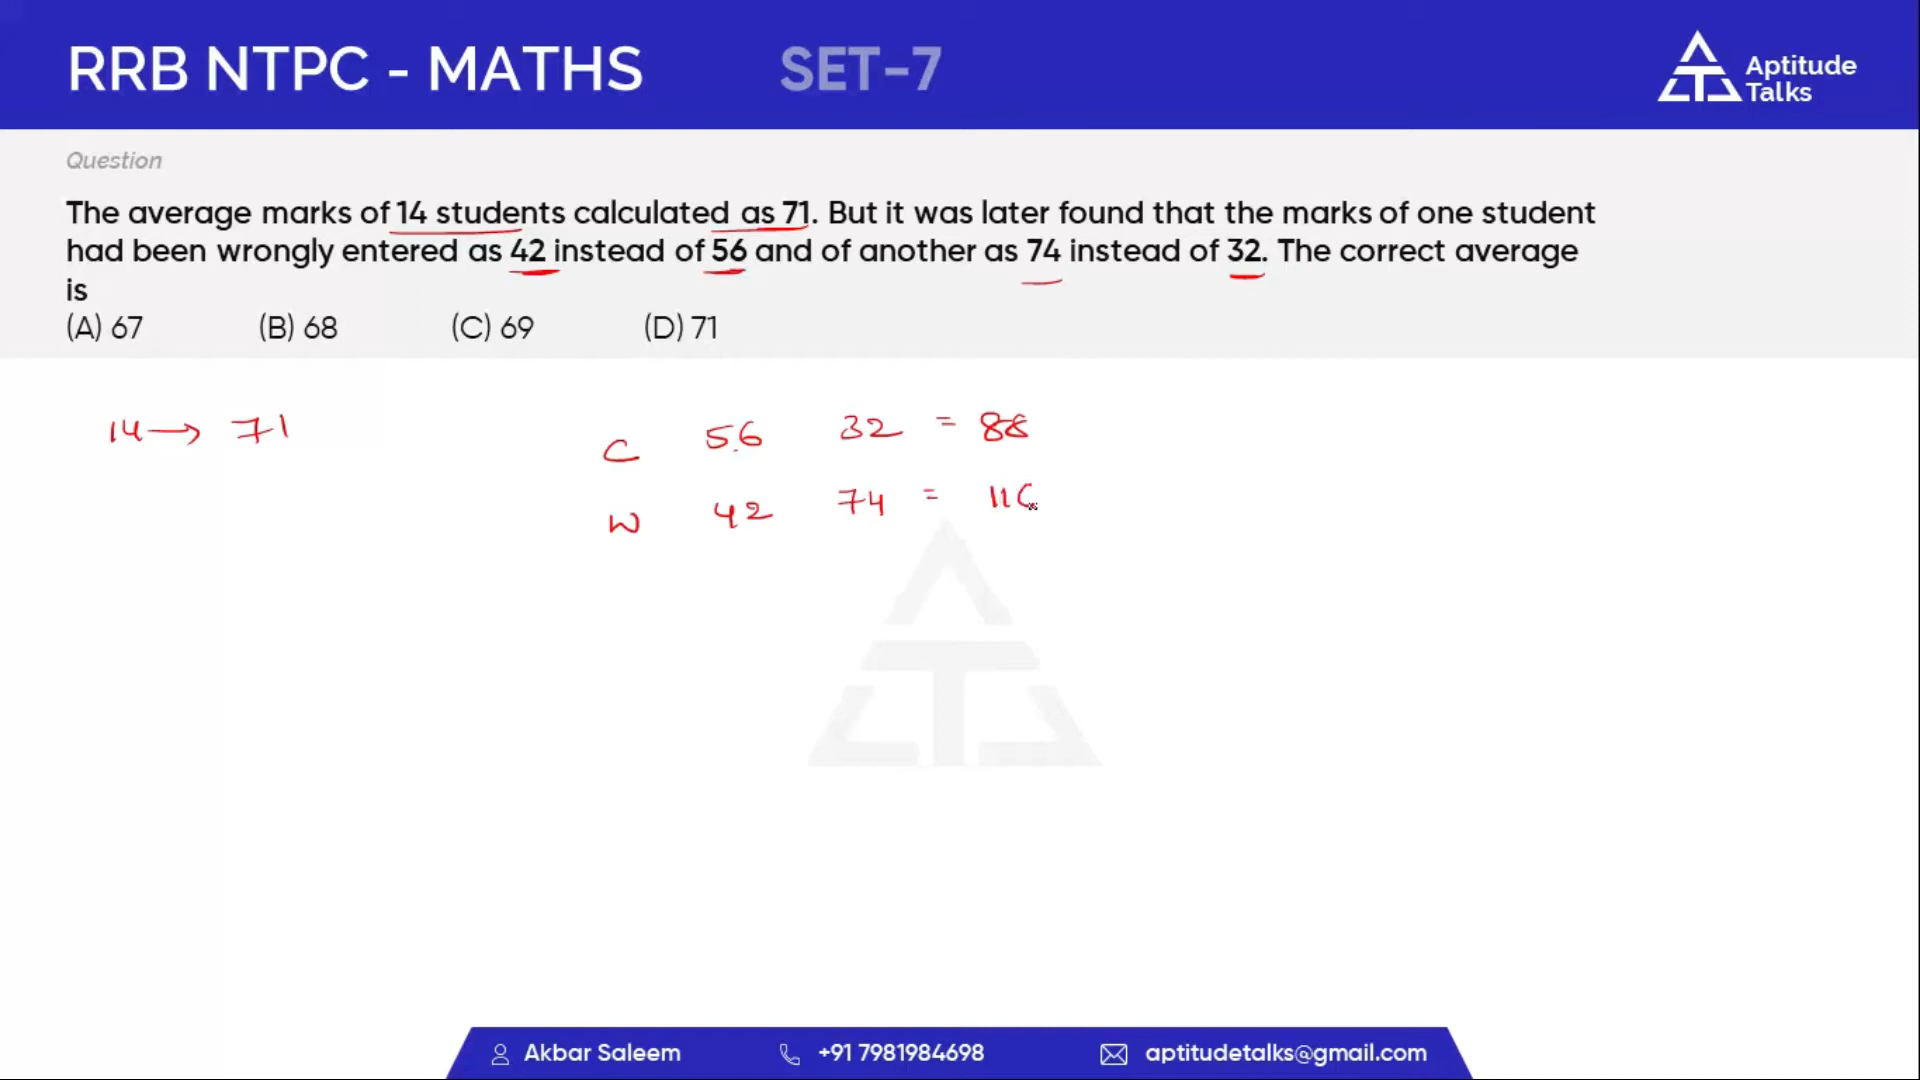 RRB NTPC - MATHS SET-7
Aptitude
Talks
Question
The average marks of 14 students calculated as 71. But it was later found that the marks of one student
had been wrongly entered as 42 instead of 56 and of another as 74 instead of 32. The correct average
is
(A) 67 (B) 68 (C) 69 (D) 71
14 → 71
C 56 32 = 88
W 42 74 = 116
Akbar Saleem +91 7981984698 aptitudetalks@gmail.com